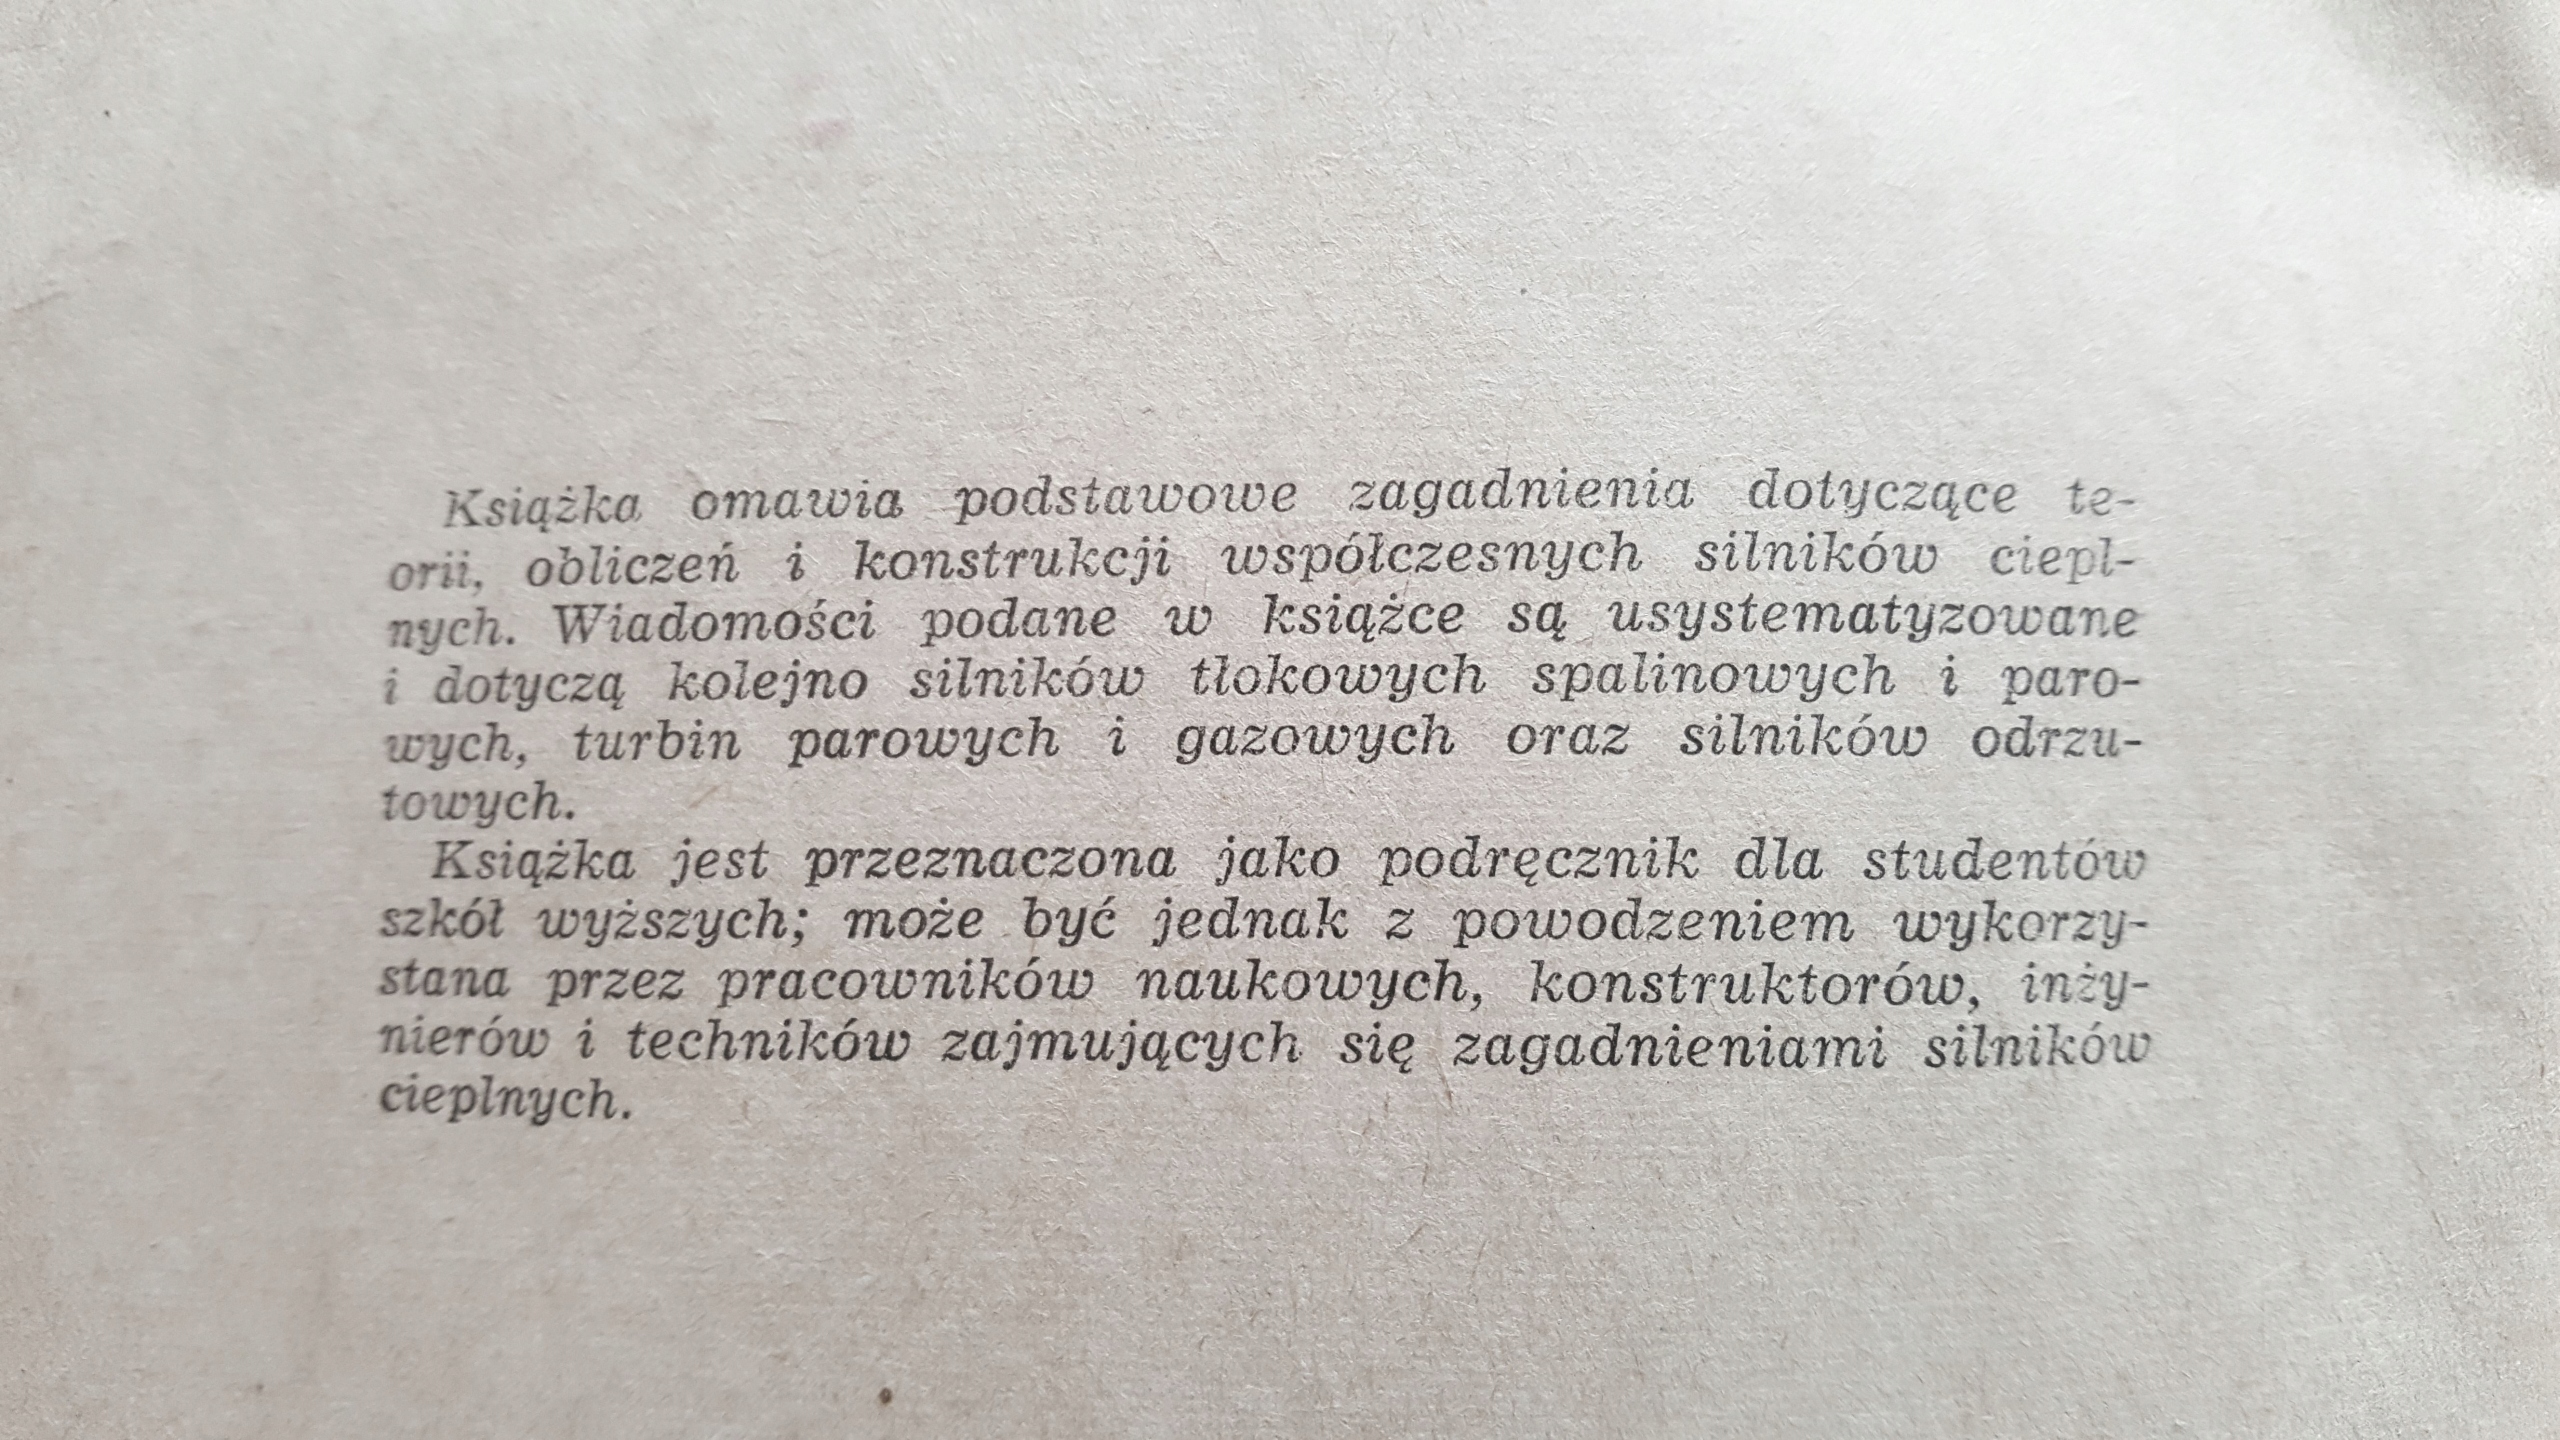 Książka omawia podstawowe zagadnienia dotyczące te-
orii, obliczeń i konstrukcji współczesnych silników ciepl-
nych. Wiadomości podane w książce są usystematyzowane
i dotyczą kolejno silników tłokowych spalinowych i paro-
wych, turbin parowych i gazowych oraz silników odrzu-
towych.
Książka jest przeznaczona jako podręcznik dla studentów
szkół wyższych; może być jednak z powodzeniem wykorzy-
stana przez pracowników naukowych, konstruktorów, inży-
nierów i techników zajmujących się zagadnieniami silników
cieplnych.